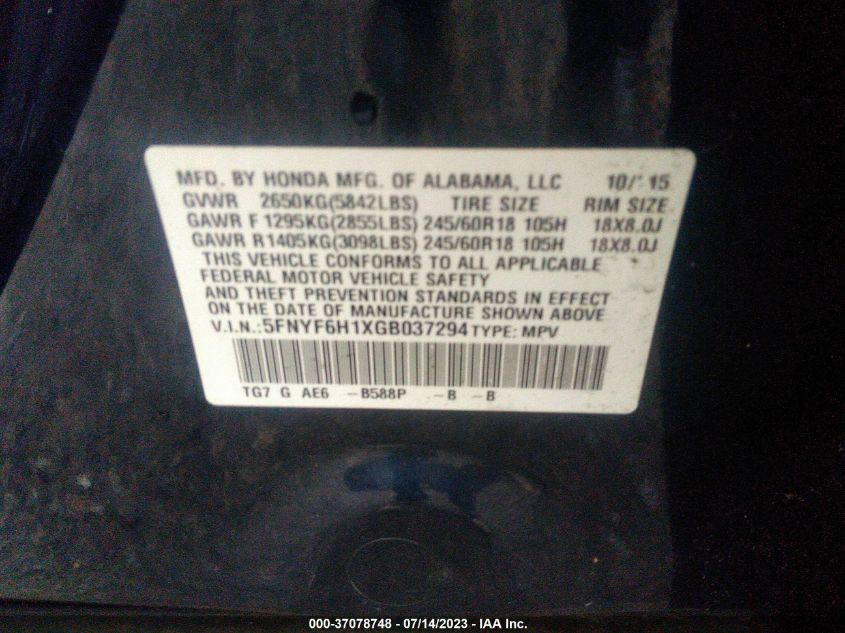 MFD. BY HONDA MFG. OF ALABAMA, LLC 10/15
GVWR 2650KG(5842LBS) TIRE SIZE RIM SIZE
GAWR F 1295KG(2855LBS) 245/60R18 105H 18X8.0J
GAWR R1405KG(3098LBS) 245/60R18 105H 18X8.0J
THIS VEHICLE CONFORMS TO ALL APPLICABLE
FEDERAL MOTOR VEHICLE SAFETY
AND THEFT PREVENTION STANDARDS IN EFFECT
ON THE DATE OF MANUFACTURE SHOWN ABOVE
V.I.N.:5FNYF6H1XGB037294 TYPE: MPV
TG7 G AE6 -B588P -B -B
000-37078748 - 07/14/2023 - IAA Inc.